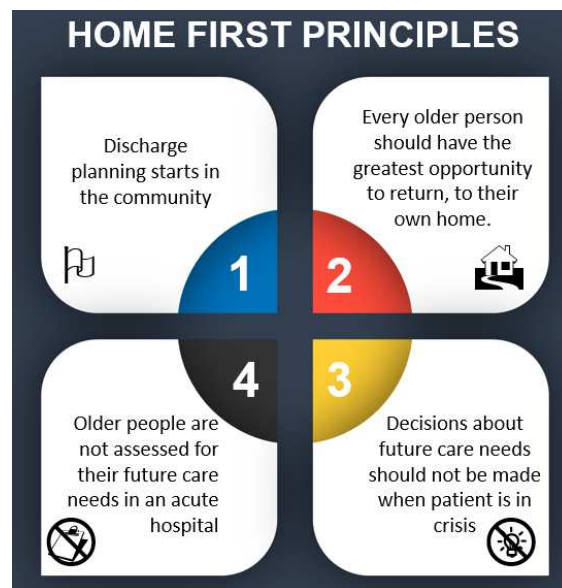 HOME FIRST PRINCIPLES
Discharge
planning starts in
the community
1
Every older person
should have the
greatest opportunity
to return, to their
own home.
2
4
Older people are
not assessed for
their future care
needs in an acute
hospital
3
Decisions about
future care needs
should not be made
when patient is in
crisis